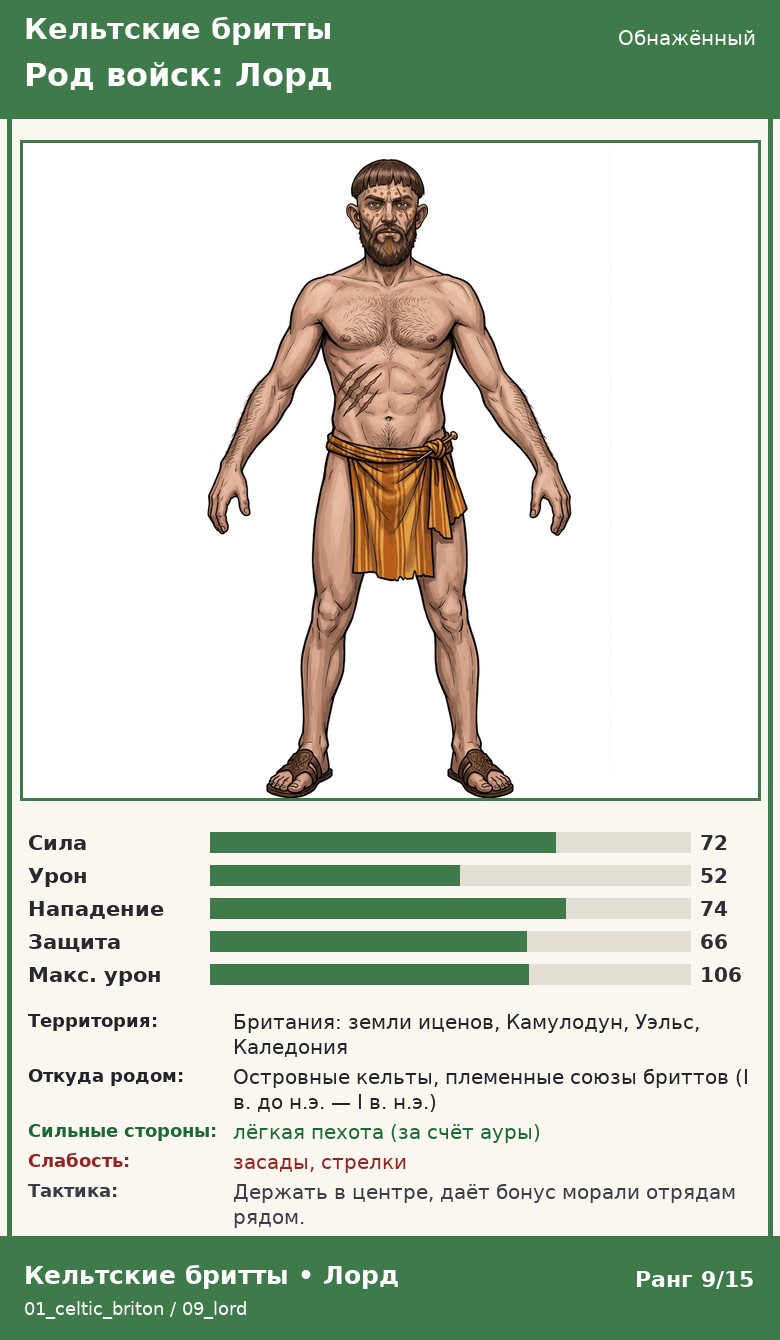 Кельтские бритты
Обнажённый
Род войск: Лорд
Сила 72
Урон 52
Нападение 74
Защита 66
Макс. урон 106
Территория: Британия: земли иценов, Камулодун, Уэльс,
Каледония
Откуда родом: Островные кельты, племенные союзы бриттов (I
в. до н.э. — I в. н.э.)
Сильные стороны: лёгкая пехота (за счёт ауры)
Слабость: засады, стрелки
Тактика: Держать в центре, даёт бонус морали отрядам
рядом.
Кельтские бритты • Лорд
Ранг 9/15
01_celtic_briton / 09_lord